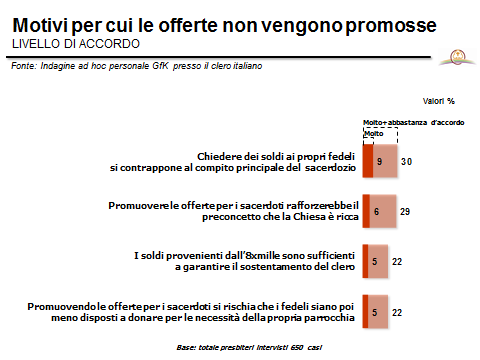 Motivi per cui le offerte non vengono promosse
LIVELLO DI ACCORDO
Fonte: Indagine ad hoc personale GfK presso il clero italiano
Valori %
Molto+abbastanza d'accordo
Molto
Chiedere dei soldi ai propri fedeli
si contrappone al compito principale del sacerdozio
9 30
Promuovere le offerte per i sacerdoti rafforzerebbe il
preconcetto che la Chiesa è ricca
6 29
I soldi provenienti dall'8xmille sono sufficienti
a garantire il sostentamento del clero
5 22
Promuovendo le offerte per i sacerdoti si rischia che i fedeli siano poi
meno disposti a donare per le necessità della propria parrocchia
5 22
Base: totale presbiteri intervisti 650 casi